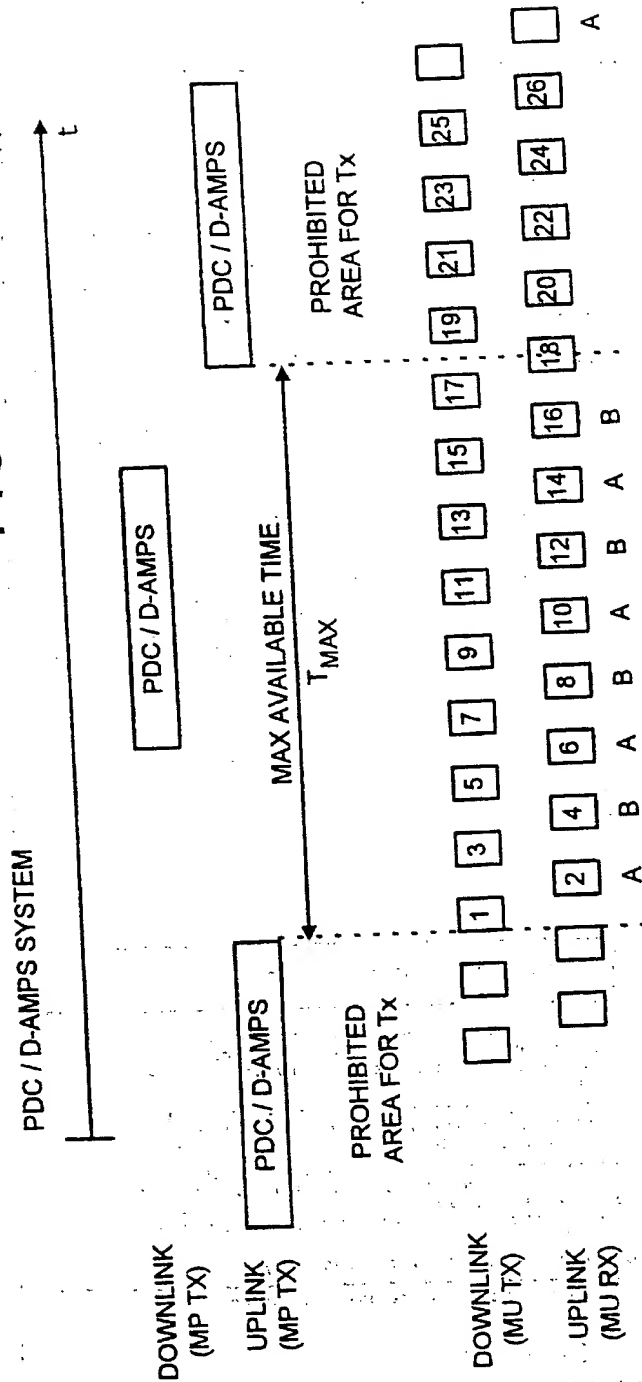 PDC / D-AMPS SYSTEM
t
DOWNLINK
(MP TX)
PDC / D-AMPS
UPLINK
(MP TX)
PDC / D-AMPS
PDC / D-AMPS
MAX AVAILABLE TIME
T MAX
PROHIBITED
AREA FOR Tx
PROHIBITED
AREA FOR Tx
DOWNLINK
(MU TX)
1 3 5 7 9 11 13 15 17 19 21 23 25
UPLINK
(MU RX)
2 4 6 8 10 12 14 16 18 20 22 24 26
A B A B A B A B A